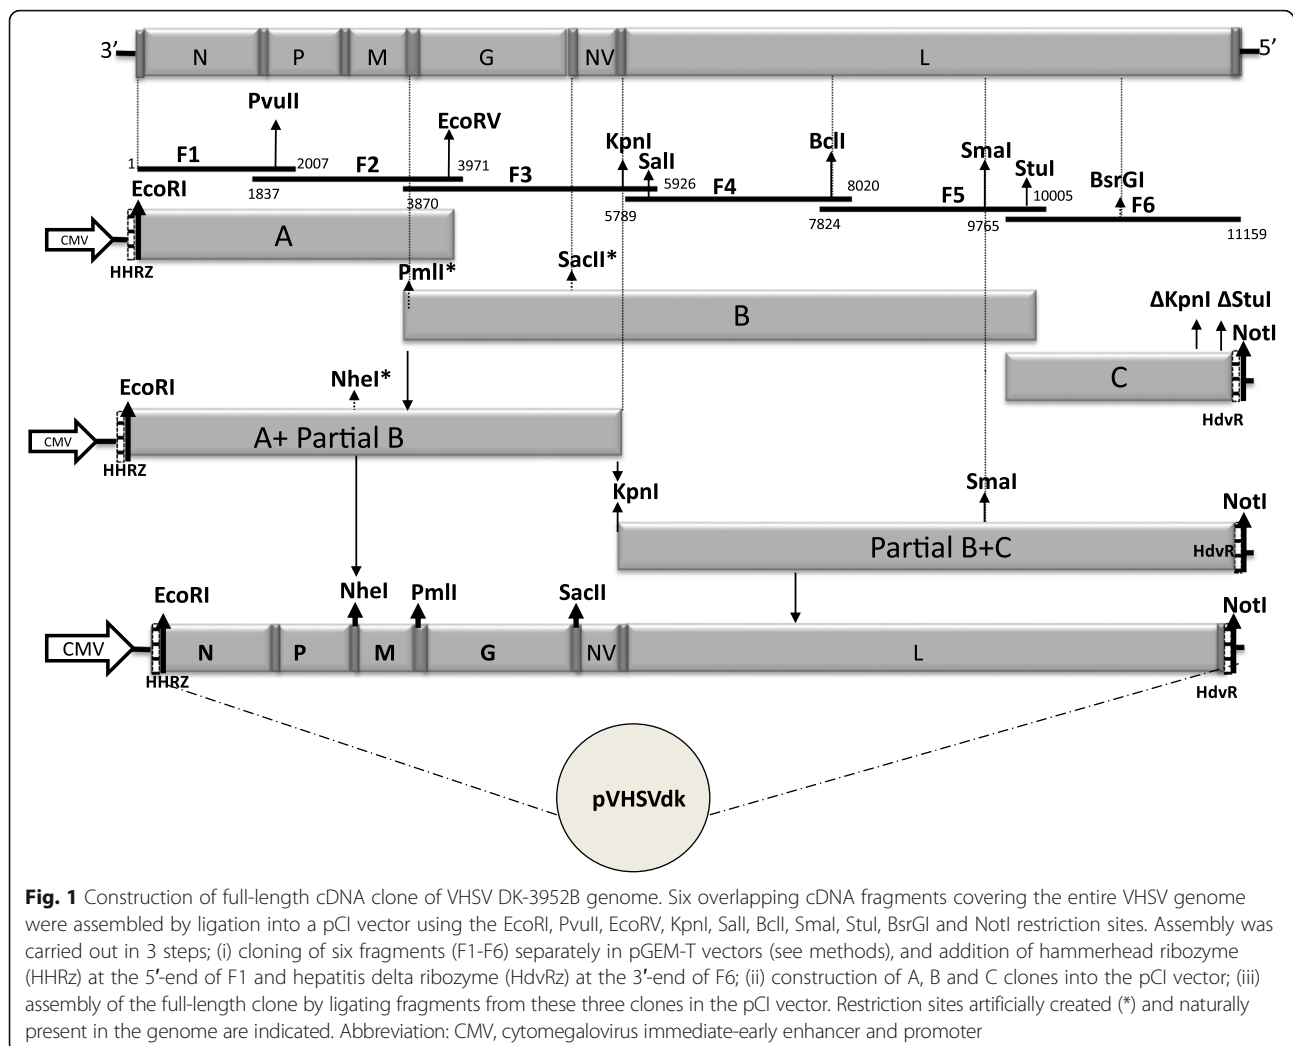 3’ N P M G NV L 5’
PvuII
EcoRV
KpnI BclI SmaI
SalI StuI BsrGI
1 F1 2007 F2 3971 F3 5926 F4 8020 F5 10005 F6
1837 3870 5789 7824 9765 11159
EcoRI
CMV A
HHRZ
PmlI* SacII*
B
ΔKpnI ΔStuI
NotI
C
HdvR
NheI*
EcoRI
CMV A+ Partial B
HHRZ
KpnI SmaI
NotI
Partial B+C HdvR
NheI PmlI SacII
EcoRI NotI
CMV N P M G NV L
HHRZ HdvR
pVHSVdk
Fig. 1 Construction of full-length cDNA clone of VHSV DK-3952B genome. Six overlapping cDNA fragments covering the entire VHSV genome
were assembled by ligation into a pCI vector using the EcoRI, PvuII, EcoRV, KpnI, SalI, BclI, SmaI, StuI, BsrGI and NotI restriction sites. Assembly was
carried out in 3 steps; (i) cloning of six fragments (F1-F6) separately in pGEM-T vectors (see methods), and addition of hammerhead ribozyme
(HHRz) at the 5′-end of F1 and hepatitis delta ribozyme (HdvRz) at the 3′-end of F6; (ii) construction of A, B and C clones into the pCI vector; (iii)
assembly of the full-length clone by ligating fragments from these three clones in the pCI vector. Restriction sites artificially created (*) and naturally
present in the genome are indicated. Abbreviation: CMV, cytomegalovirus immediate-early enhancer and promoter